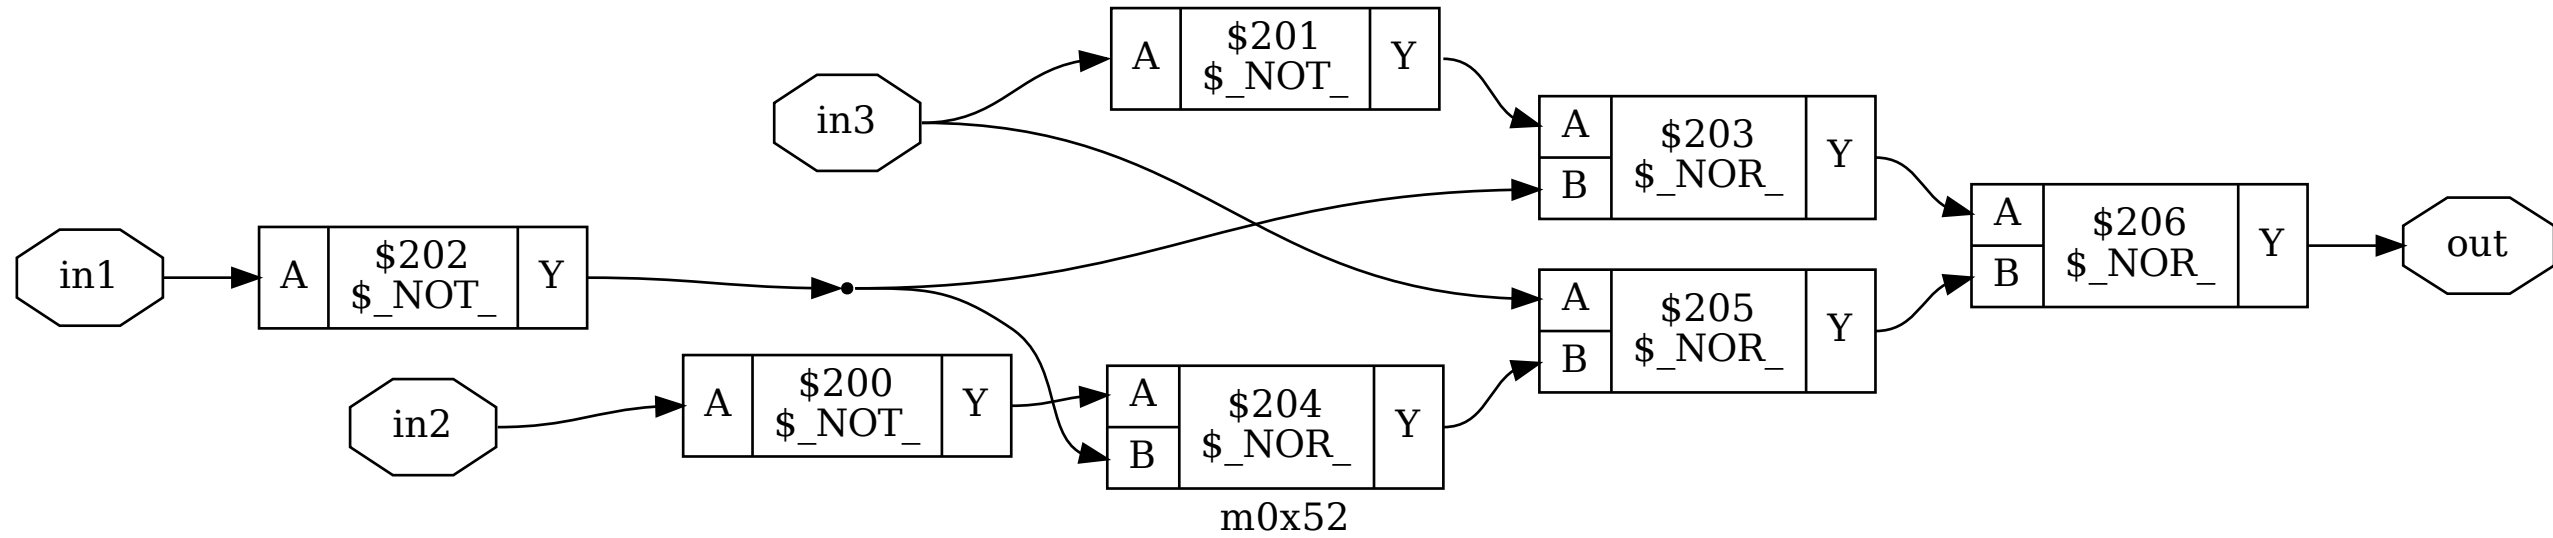 in3
A
$201
$_NOT_
Y
A
B
$203
$_NOR_
Y
in1
A
$202
$_NOT_
Y
A
B
$206
$_NOR_
Y
out
A
B
$205
$_NOR_
Y
in2
A
$200
$_NOT_
Y
A
B
$204
$_NOR_
Y
m0x52